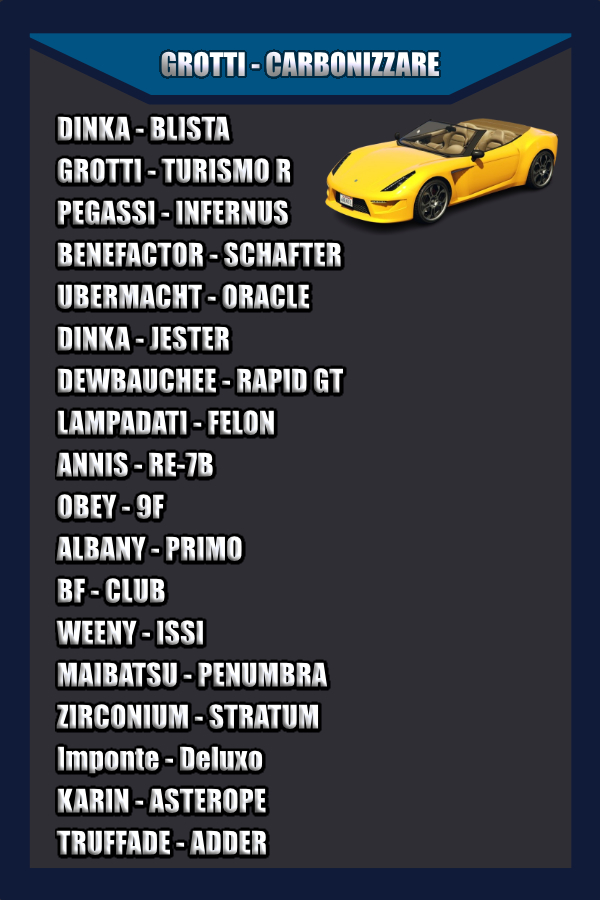 GROTTI - CARBONIZZARE
DINKA - BLISTA
GROTTI - TURISMO R
PEGASSI - INFERNUS
BENEFACTOR - SCHAFTER
UBERMACHT - ORACLE
DINKA - JESTER
DEWBAUCHEE - RAPID GT
LAMPADATI - FELON
ANNIS - RE-7B
OBEY - 9F
ALBANY - PRIMO
BF - CLUB
WEENY - ISSI
MAIBATSU - PENUMBRA
ZIRCONIUM - STRATUM
Imponte - Deluxo
KARIN - ASTEROPE
TRUFFADE - ADDER